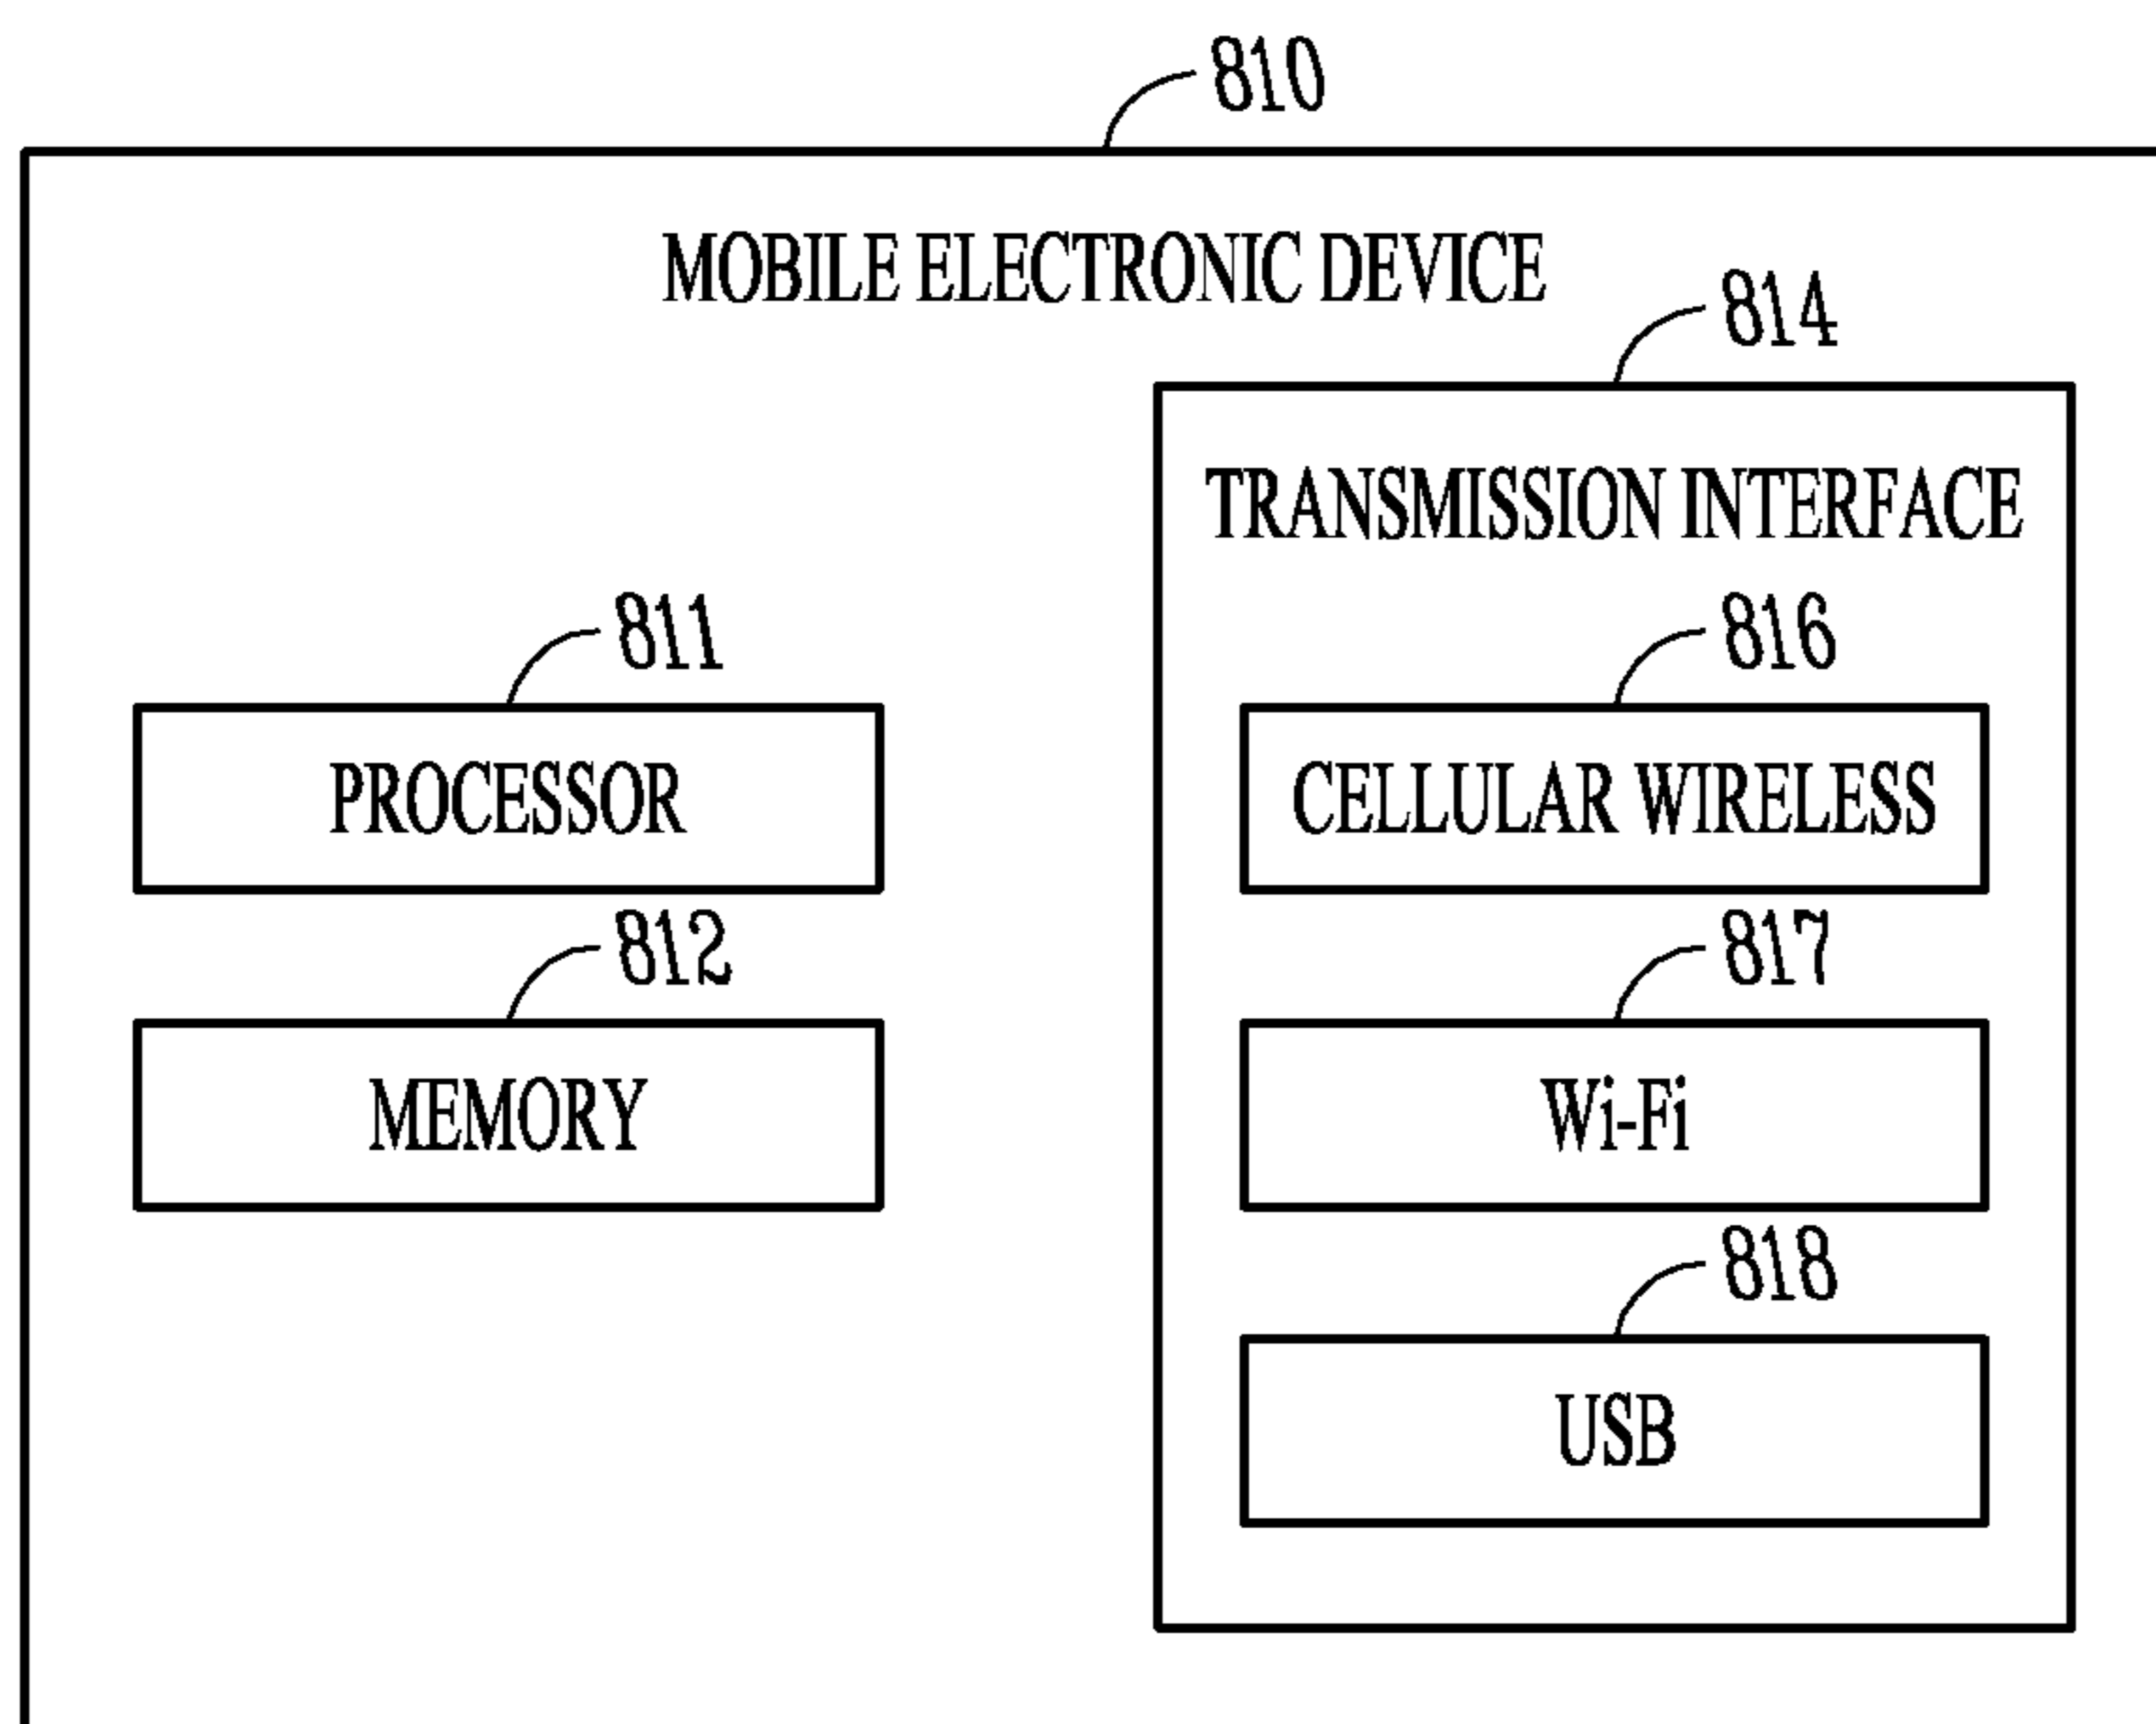 810
MOBILE ELECTRONIC DEVICE
814
TRANSMISSION INTERFACE
811
816
PROCESSOR
CELLULAR WIRELESS
812
817
MEMORY
Wi-Fi
818
USB